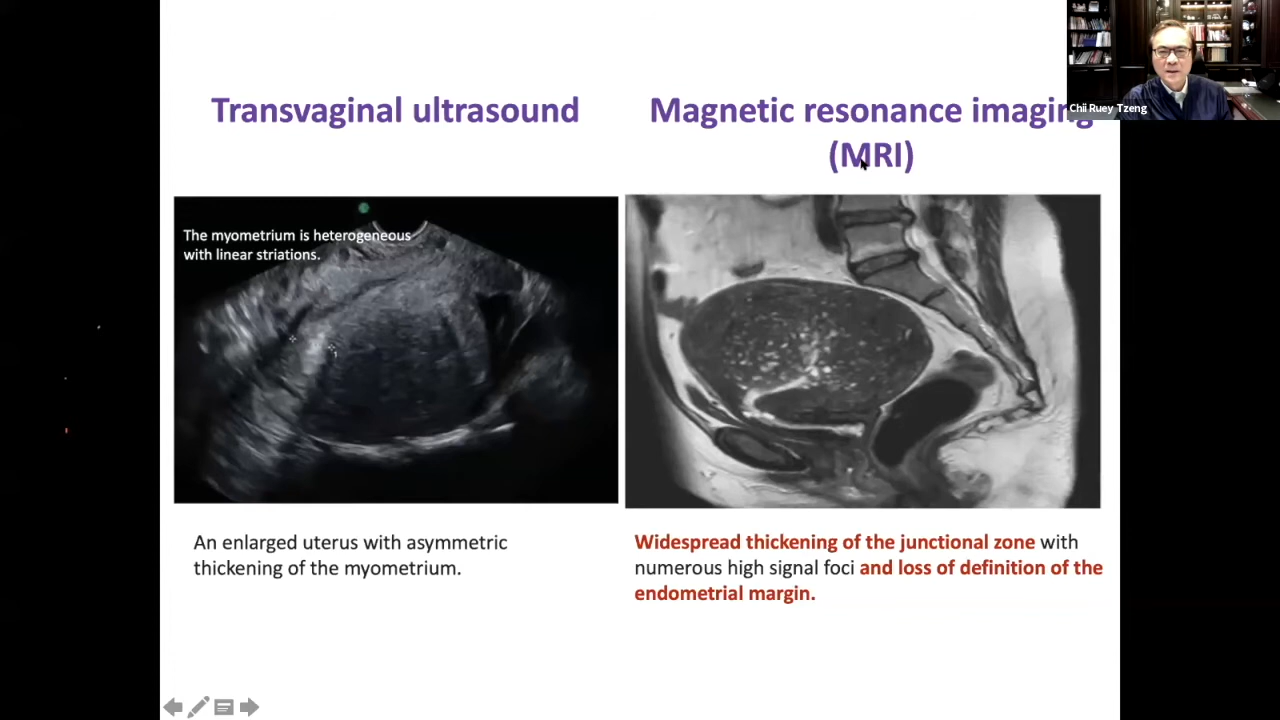 Transvaginal ultrasound
Magnetic resonance imaging
(MRI)
Chii Ruey Tzeng
The myometrium is heterogeneous
with linear striations.
1
An enlarged uterus with asymmetric
thickening of the myometrium.
Widespread thickening of the junctional zone with
numerous high signal foci and loss of definition of the
endometrial margin.